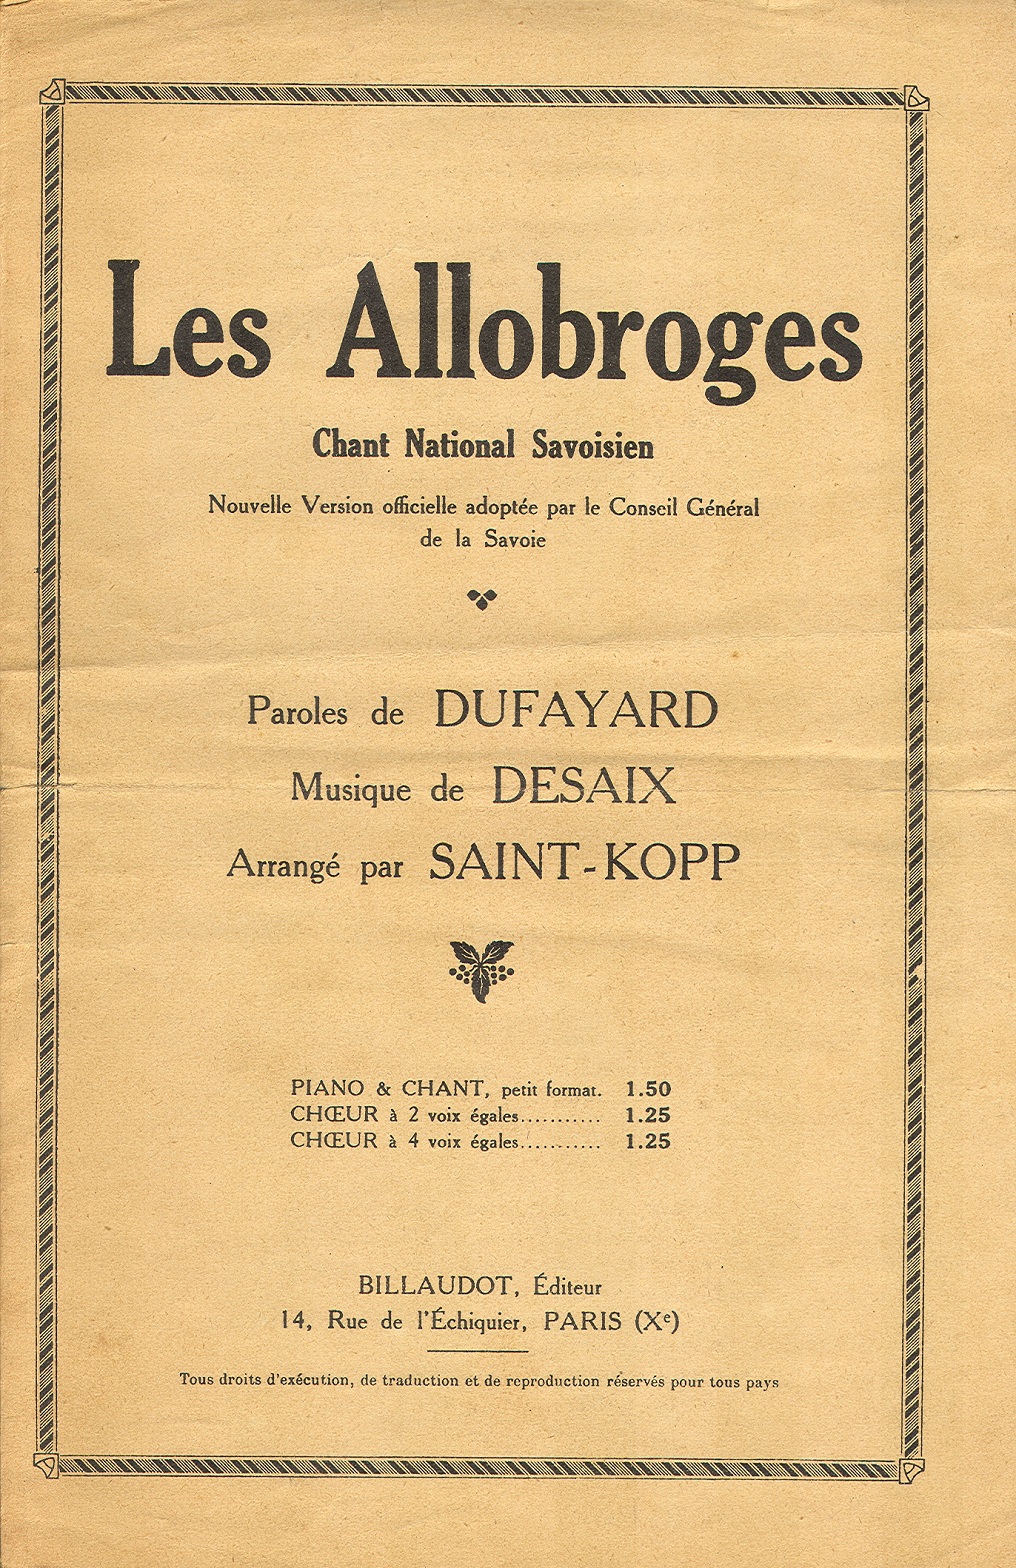 Les Allobroges
Chant National Savoisien
Nouvelle Version officielle adoptée par le Conseil Général
de la Savoie
Paroles de DUFAYARD
Musique de DESAIX
Arrangé par SAINT-KOPP
PIANO & CHANT, petit format. 1.50
CHŒUR à 2 voix égales........... 1.25
CHŒUR à 4 voix égales........... 1.25
BILLAUDOT, Éditeur
14, Rue de l'Échiquier, PARIS (Xe)
Tous droits d'exécution, de traduction et de reproduction réservés pour tous pays